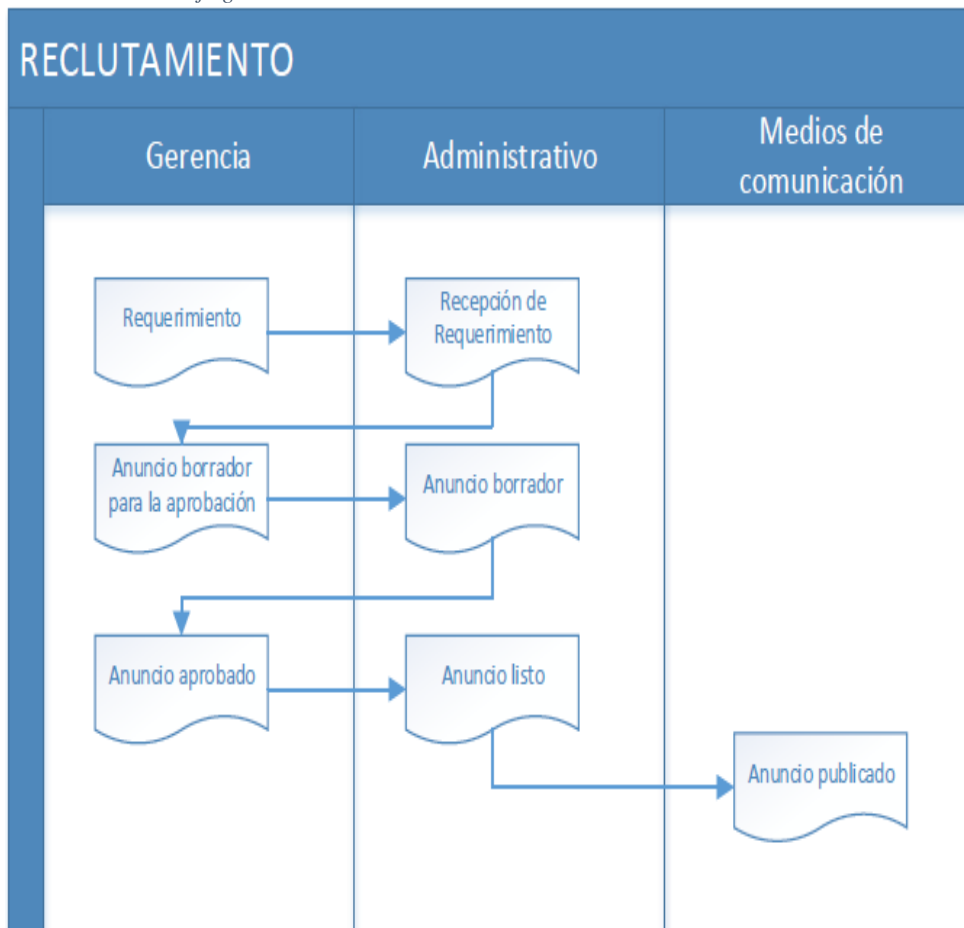 RECLUTAMIENTO
Gerencia
Administrativo
Medios de
comunicación
Requerimiento
Recepción de
Requerimiento
Anuncio borrador
para la aprobación
Anuncio borrador
Anuncio aprobado
Anuncio listo
Anuncio publicado